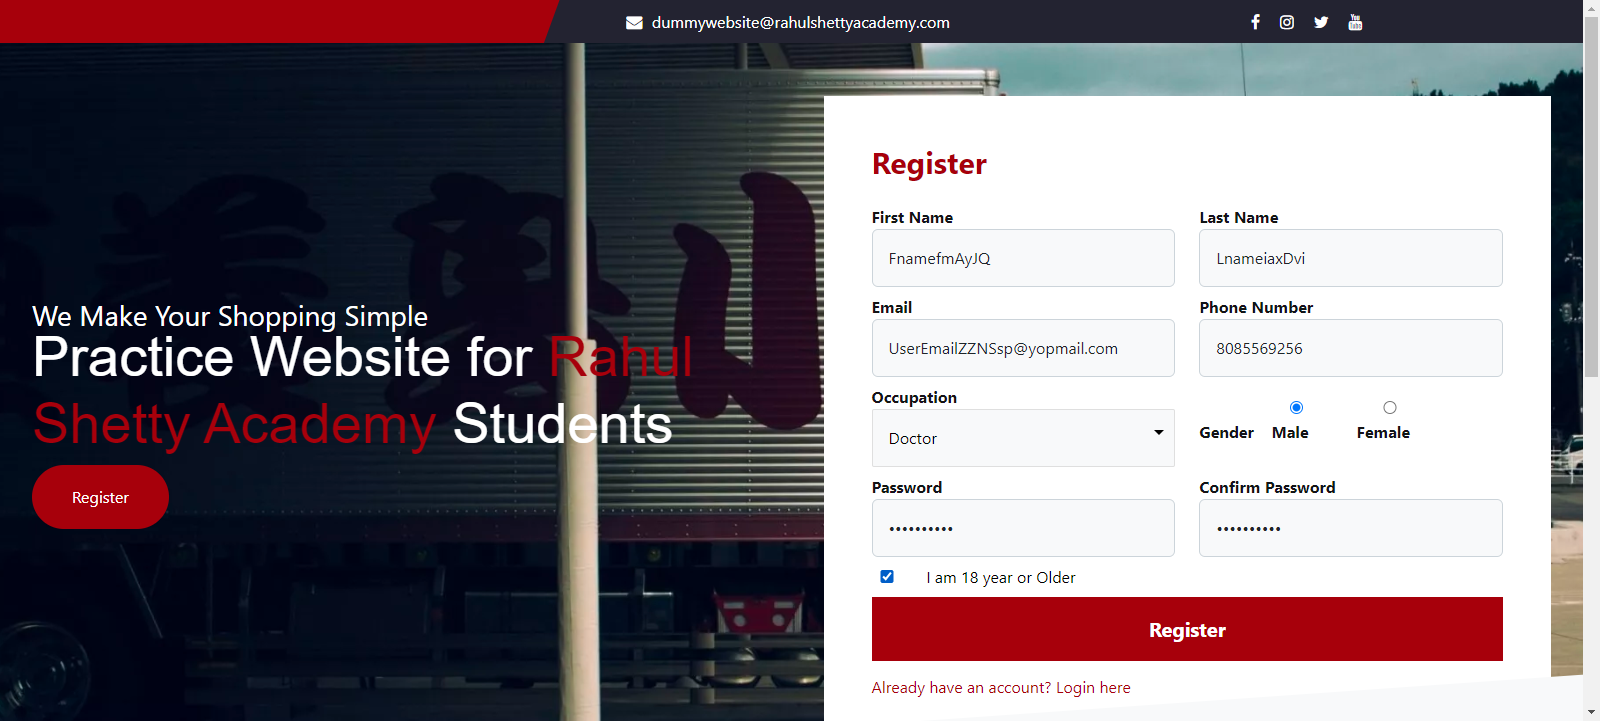 dummywebsite@rahulshettyacademy.com
We Make Your Shopping Simple
Practice Website for Rahul
Shetty Academy Students
Register
Register
First Name
Last Name
FnamefmAyJQ
LnameiaxDvi
Email
Phone Number
UserEmailZZNSsp@yopmail.com
8085569256
Occupation
Doctor
Gender Male Female
Password
Confirm Password
••••••••••
••••••••••
I am 18 year or Older
Register
Already have an account? Login here